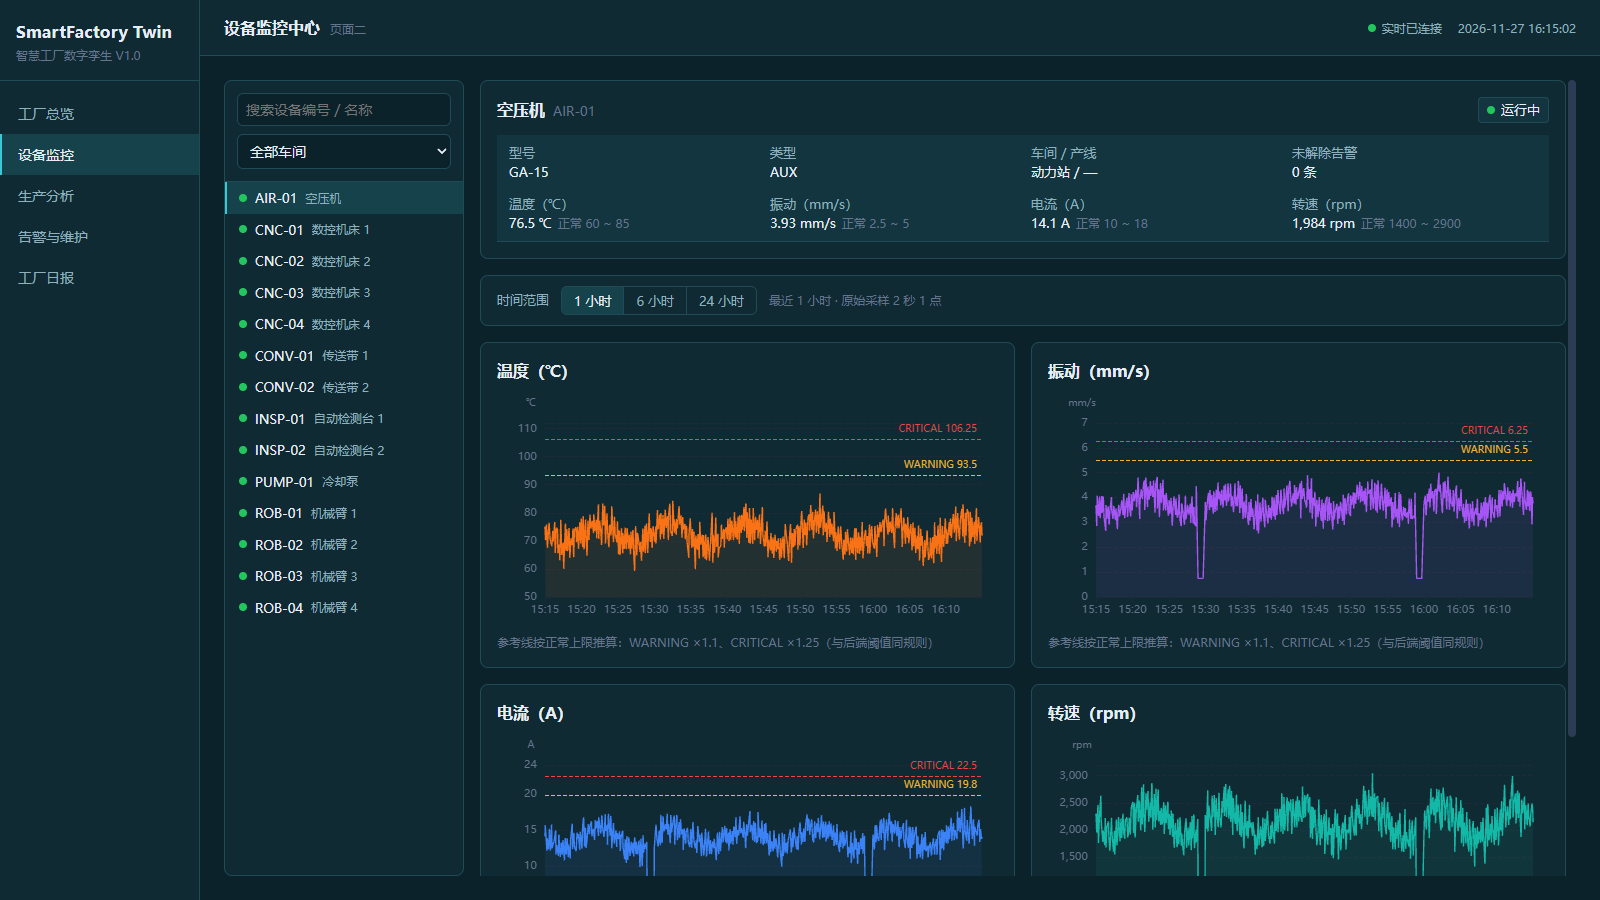 SmartFactory Twin
智慧工厂数字孪生 V1.0
工厂总览
设备监控
生产分析
告警与维护
工厂日报
设备监控中心 页面二
实时已连接 2026-11-27 16:15:02
搜索设备编号 / 名称
全部车间
AIR-01 空压机
CNC-01 数控机床 1
CNC-02 数控机床 2
CNC-03 数控机床 3
CNC-04 数控机床 4
CONV-01 传送带 1
CONV-02 传送带 2
INSP-01 自动检测台 1
INSP-02 自动检测台 2
PUMP-01 冷却泵
ROB-01 机械臂 1
ROB-02 机械臂 2
ROB-03 机械臂 3
ROB-04 机械臂 4
空压机 AIR-01
运行中
型号 类型 车间 / 产线 未解除告警
GA-15 AUX 动力站 / — 0 条
温度（℃） 振动（mm/s） 电流（A） 转速（rpm）
76.5 ℃ 正常 60 ~ 85 3.93 mm/s 正常 2.5 ~ 5 14.1 A 正常 10 ~ 18 1,984 rpm 正常 1400 ~ 2900
时间范围 1 小时 6 小时 24 小时 最近 1 小时 · 原始采样 2 秒 1 点
温度（℃）
℃
110
100
90
80
70
60
50
CRITICAL 106.25
WARNING 93.5
15:15 15:20 15:25 15:30 15:35 15:40 15:45 15:50 15:55 16:00 16:05 16:10
参考线按正常上限推算：WARNING ×1.1、CRITICAL ×1.25（与后端阈值同规则）
振动（mm/s）
mm/s
7
6
5
4
3
2
1
0
CRITICAL 6.25
WARNING 5.5
15:15 15:20 15:25 15:30 15:35 15:40 15:45 15:50 15:55 16:00 16:05 16:10
参考线按正常上限推算：WARNING ×1.1、CRITICAL ×1.25（与后端阈值同规则）
电流（A）
A
24
20
15
10
CRITICAL 22.5
WARNING 19.8
转速（rpm）
rpm
3,000
2,500
2,000
1,500